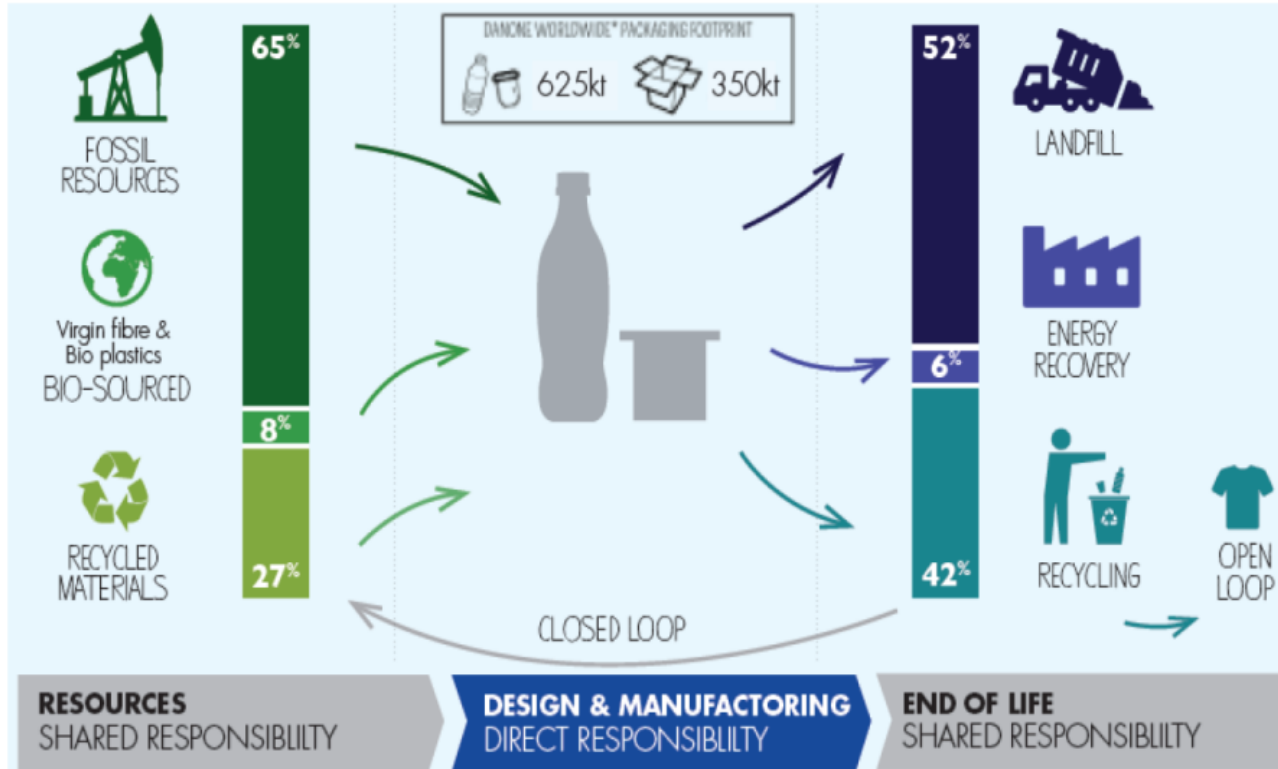 DANONE WORLDWIDE* PACKAGING FOOTPRINT
625kt
350kt
65%
FOSSIL
RESOURCES
Virgin fibre &
Bio plastics
BIO-SOURCED
8%
RECYCLED
MATERIALS
27%
52%
LANDFILL
ENERGY
RECOVERY
6%
42%
RECYCLING
OPEN
LOOP
CLOSED LOOP
RESOURCES
SHARED RESPONSIBLILTY
DESIGN & MANUFACTORING
DIRECT RESPONSIBLILTY
END OF LIFE
SHARED RESPONSIBLILTY